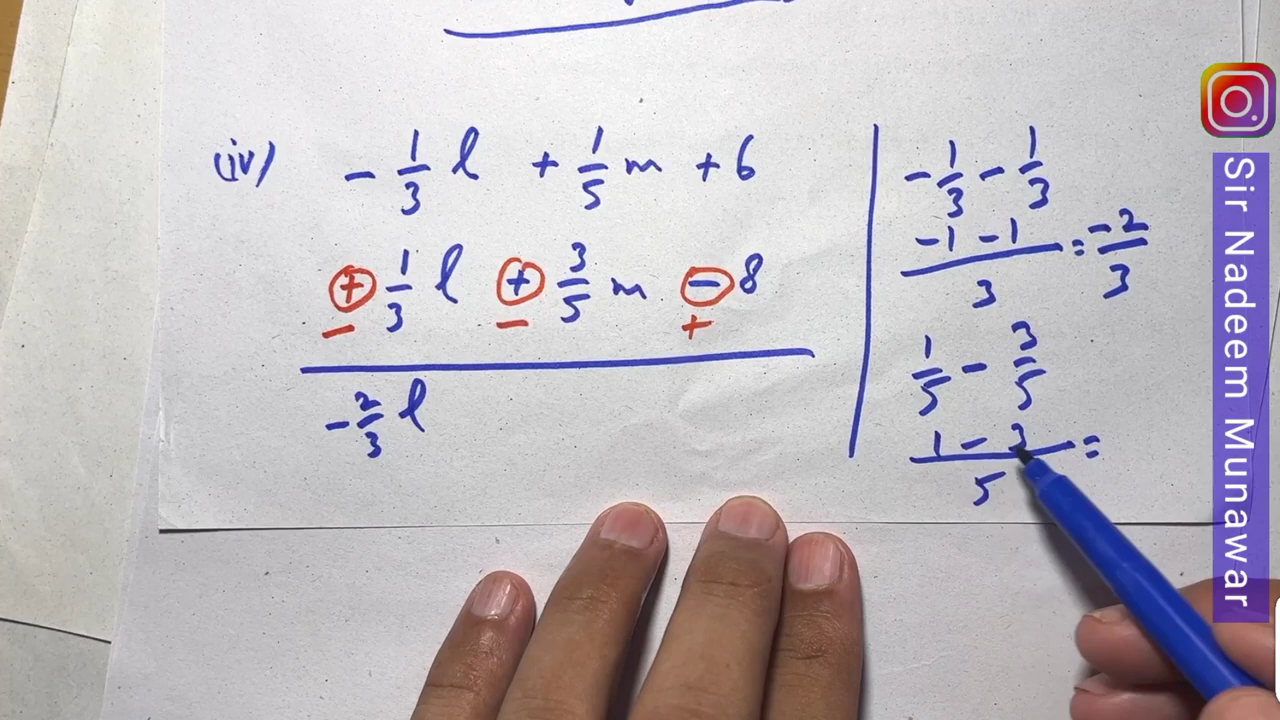 (iv) - 1/3 l + 1/5 m + 6
+ 1/3 l + 3/5 m - 8
- - +
- 2/3 l
- 1/3 - 1/3
-1 -1 / 3 = -2/3
1/5 - 3/5
1 - 3 / 5 =
Sir Nadeem Munawar